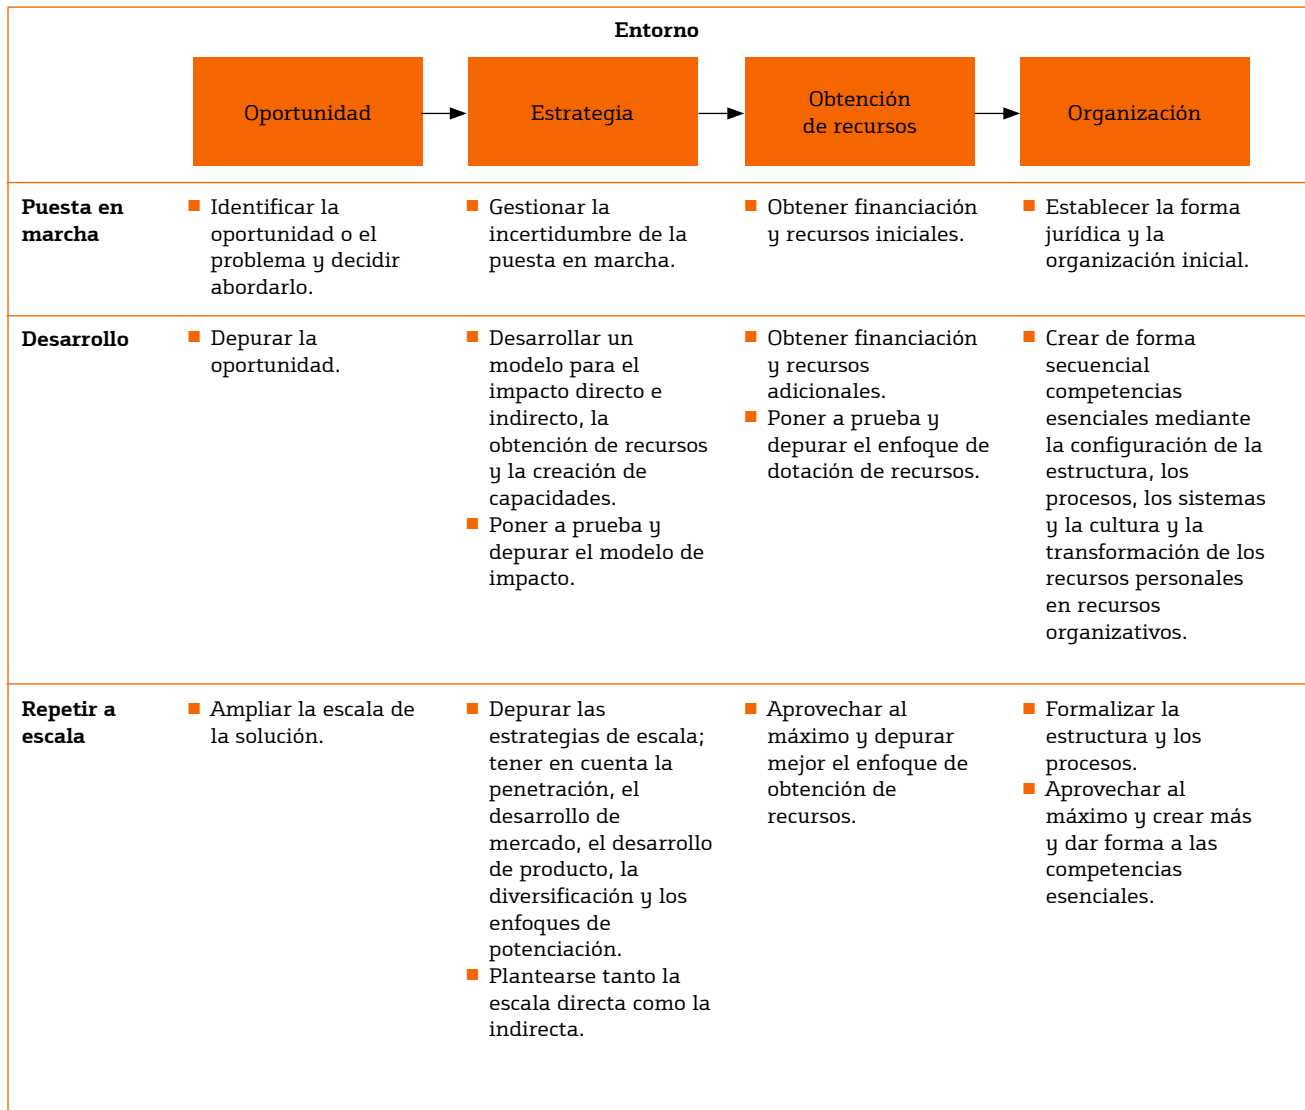 Entorno
Oportunidad
Estrategia
Obtención
de recursos
Organización
Puesta en
marcha
Identificar la
oportunidad o el
problema y decidir
abordarlo.
Gestionar la
incertidumbre de la
puesta en marcha.
Obtener financiación
y recursos iniciales.
Establecer la forma
jurídica y la
organización inicial.
Desarrollo
Depurar la
oportunidad.
Desarrollar un
modelo para el
impacto directo e
indirecto, la
obtención de recursos
y la creación de
capacidades.
Poner a prueba y
depurar el modelo de
impacto.
Obtener financiación
y recursos
adicionales.
Poner a prueba y
depurar el enfoque de
dotación de recursos.
Crear de forma
secuencial
competencias
esenciales mediante
la configuración de la
estructura, los
procesos, los sistemas
y la cultura y la
transformación de los
recursos personales
en recursos
organizativos.
Repetir a
escala
Ampliar la escala de
la solución.
Depurar las
estrategias de escala;
tener en cuenta la
penetración, el
desarrollo de
mercado, el desarrollo
de producto, la
diversificación y los
enfoques de
potenciación.
Plantearse tanto la
escala directa como la
indirecta.
Aprovechar al
máximo y depurar
mejor el enfoque de
obtención de
recursos.
Formalizar la
estructura y los
procesos.
Aprovechar al
máximo y crear más
y dar forma a las
competencias
esenciales.